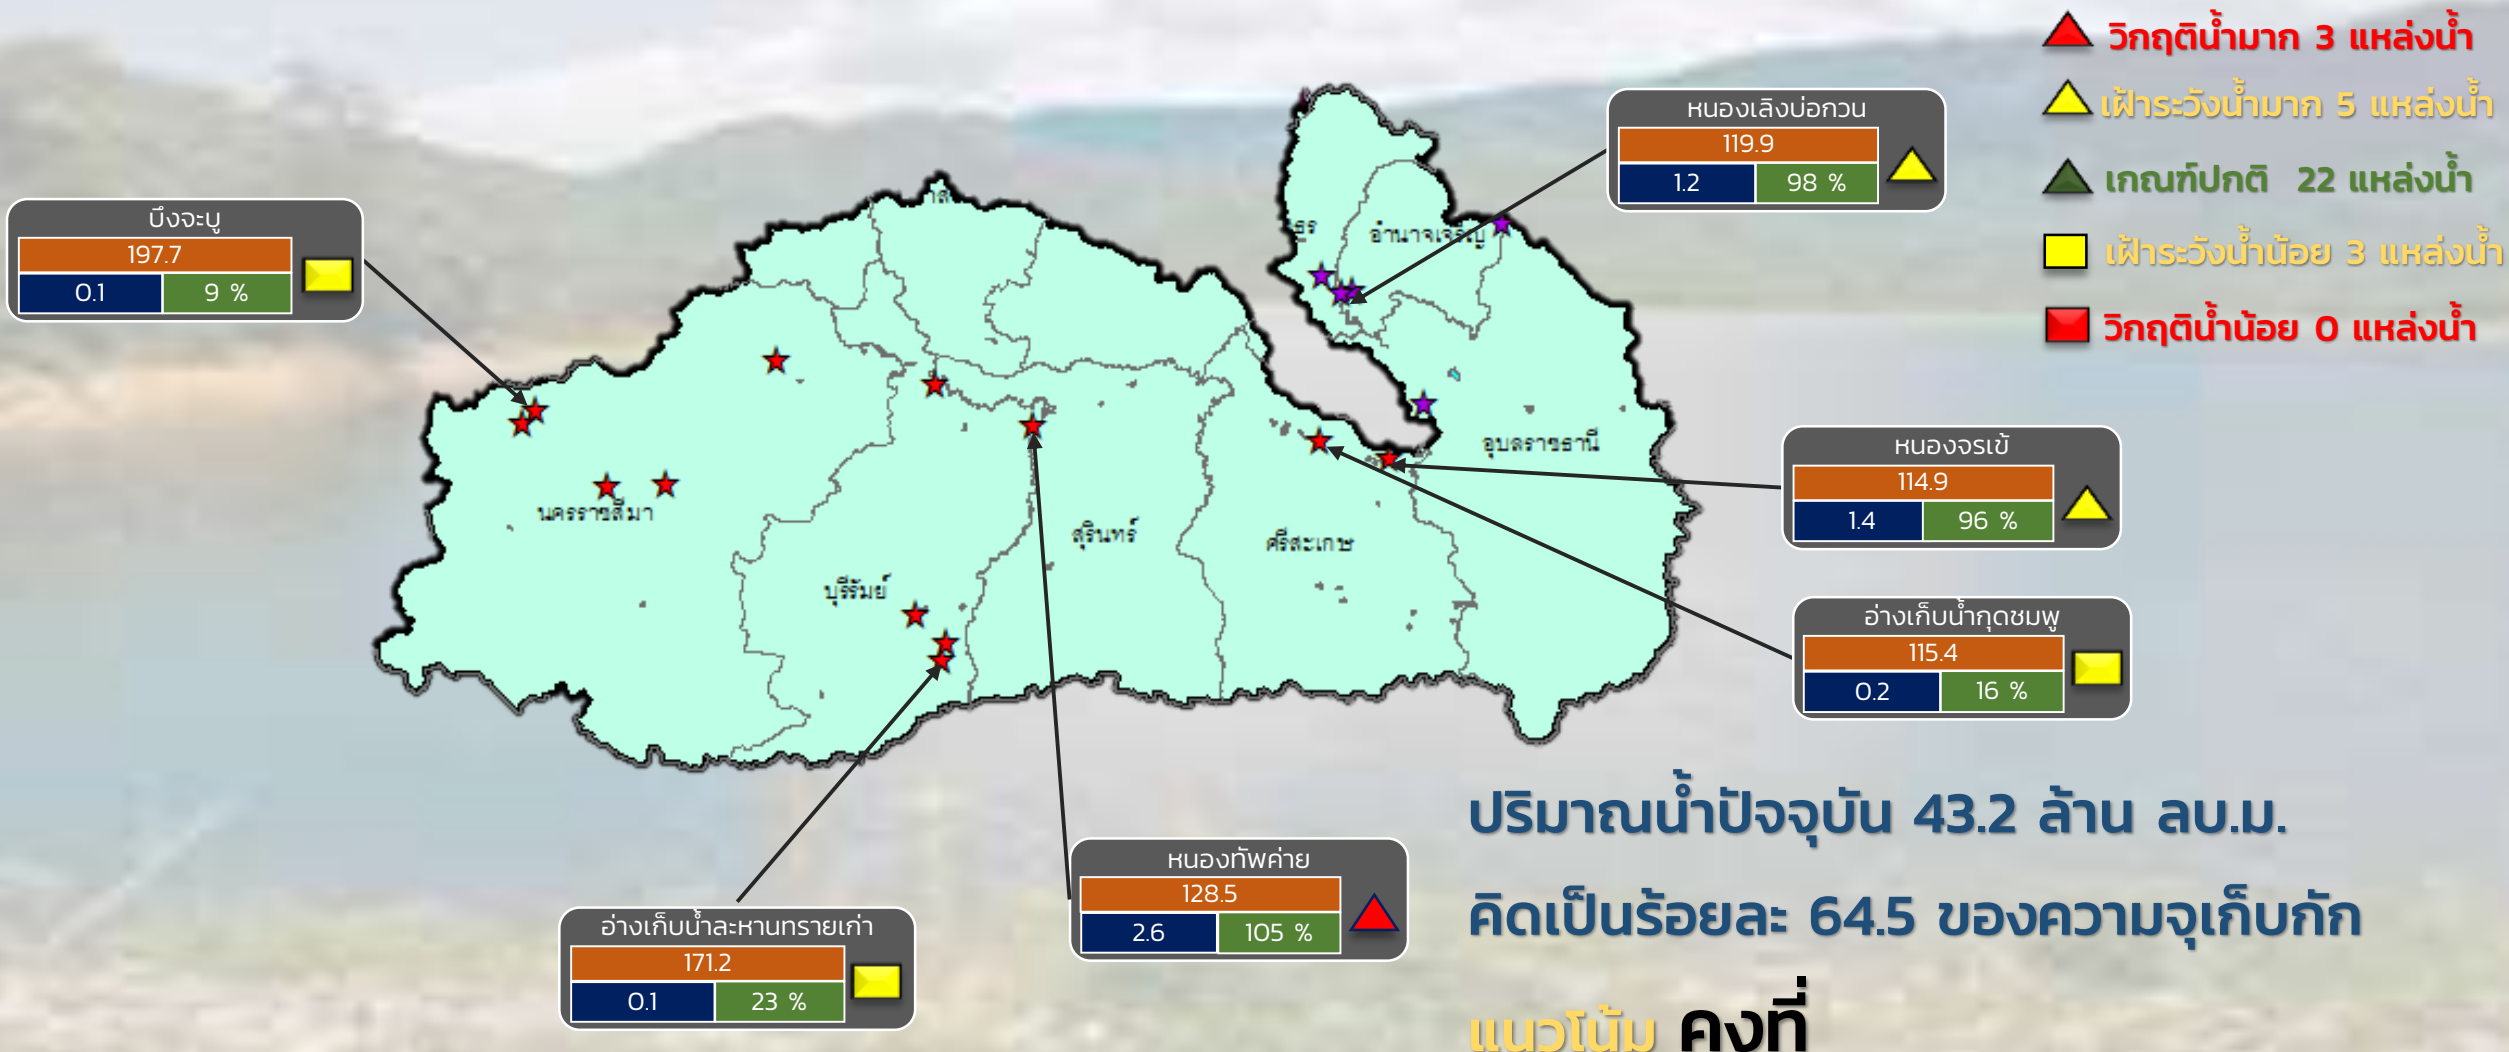 วิกฤติน้ำมาก 3 แหล่งน้ำ
เฝ้าระวังน้ำมาก 5 แหล่งน้ำ
เกณฑ์ปกติ 22 แหล่งน้ำ
เฝ้าระวังน้ำน้อย 3 แหล่งน้ำ
วิกฤติน้ำน้อย 0 แหล่งน้ำ
หนองเลิงบ่อกวน
119.9
1.2 98 %
บึงจะบู
197.7
0.1 9 %
อำนาจเจริญ
นครราชสีมา
บุรีรัมย์
สุรินทร์
ศรีสะเกษ
อุบลราชธานี
หนองจรเข้
114.9
1.4 96 %
อ่างเก็บน้ำกุดชมพู
115.4
0.2 16 %
หนองทัพค่าย
128.5
2.6 105 %
อ่างเก็บน้ำละหานทรายเก่า
171.2
0.1 23 %
ปริมาณน้ำปัจจุบัน 43.2 ล้าน ลบ.ม.
คิดเป็นร้อยละ 64.5 ของความจุเก็บกัก
แนวโน้ม คงที่